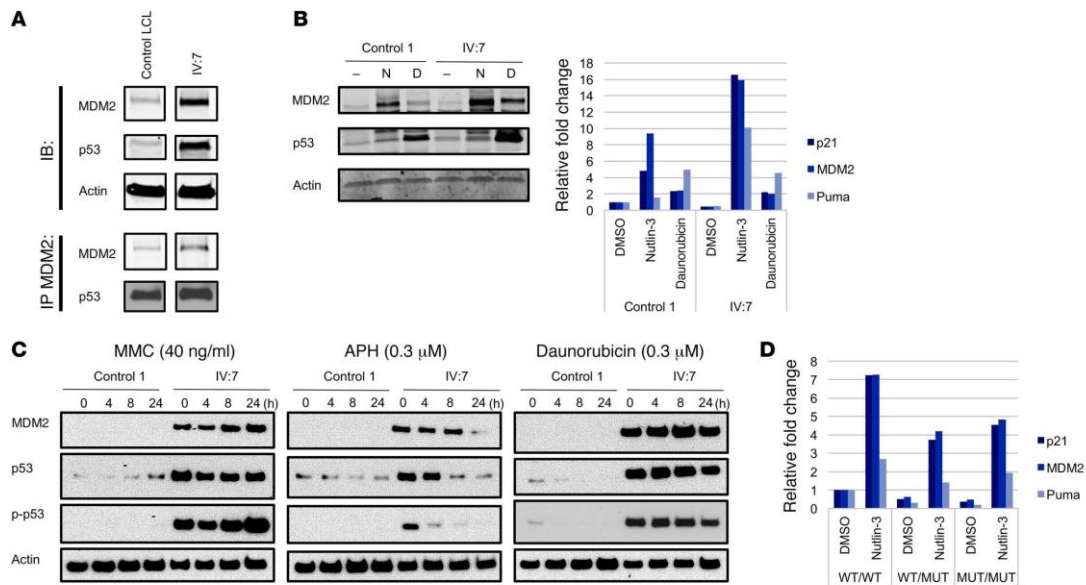 A
Control LCL
IV:7
IB:
MDM2
p53
Actin
IP MDM2:
MDM2
p53
B
Control 1
IV:7
– N D – N D
MDM2
p53
Actin
Relative fold change
18
16
14
12
10
8
6
4
2
0
DMSO
Nutlin-3
Daunorubicin
DMSO
Nutlin-3
Daunorubicin
Control 1
IV:7
p21
MDM2
Puma
C
MMC (40 ng/ml)
APH (0.3 μM)
Daunorubicin (0.3 μM)
Control 1
IV:7
Control 1
IV:7
Control 1
IV:7
0 4 8 24 0 4 8 24 (h)
0 4 8 24 0 4 8 24 (h)
0 4 8 24 0 4 8 24 (h)
MDM2
p53
p-p53
Actin
D
Relative fold change
8
7
6
5
4
3
2
1
0
DMSO
Nutlin-3
DMSO
Nutlin-3
DMSO
Nutlin-3
WT/WT
WT/MUT
MUT/MUT
p21
MDM2
Puma